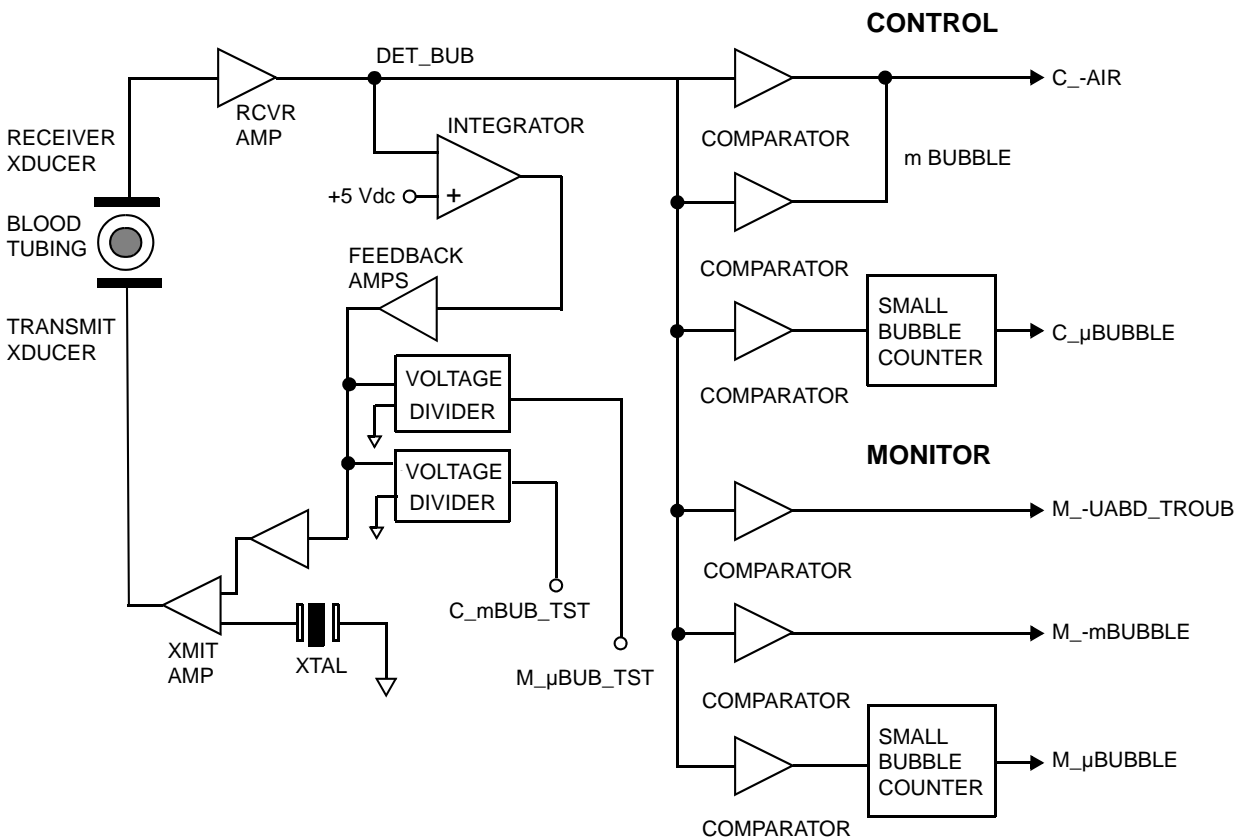 CONTROL
DET_BUB
C_-AIR
RCVR
AMP
INTEGRATOR
COMPARATOR
RECEIVER
XDUCER
m BUBBLE
+5 Vdc
+
BLOOD
TUBING
FEEDBACK
AMPS
COMPARATOR
SMALL
BUBBLE
COUNTER
C_µBUBBLE
TRANSMIT
XDUCER
VOLTAGE
DIVIDER
COMPARATOR
MONITOR
VOLTAGE
DIVIDER
M_-UABD_TROUB
COMPARATOR
C_mBUB_TST
M_-mBUBBLE
XMIT
AMP
XTAL
M_µBUB_TST
COMPARATOR
SMALL
BUBBLE
COUNTER
M_µBUBBLE
COMPARATOR